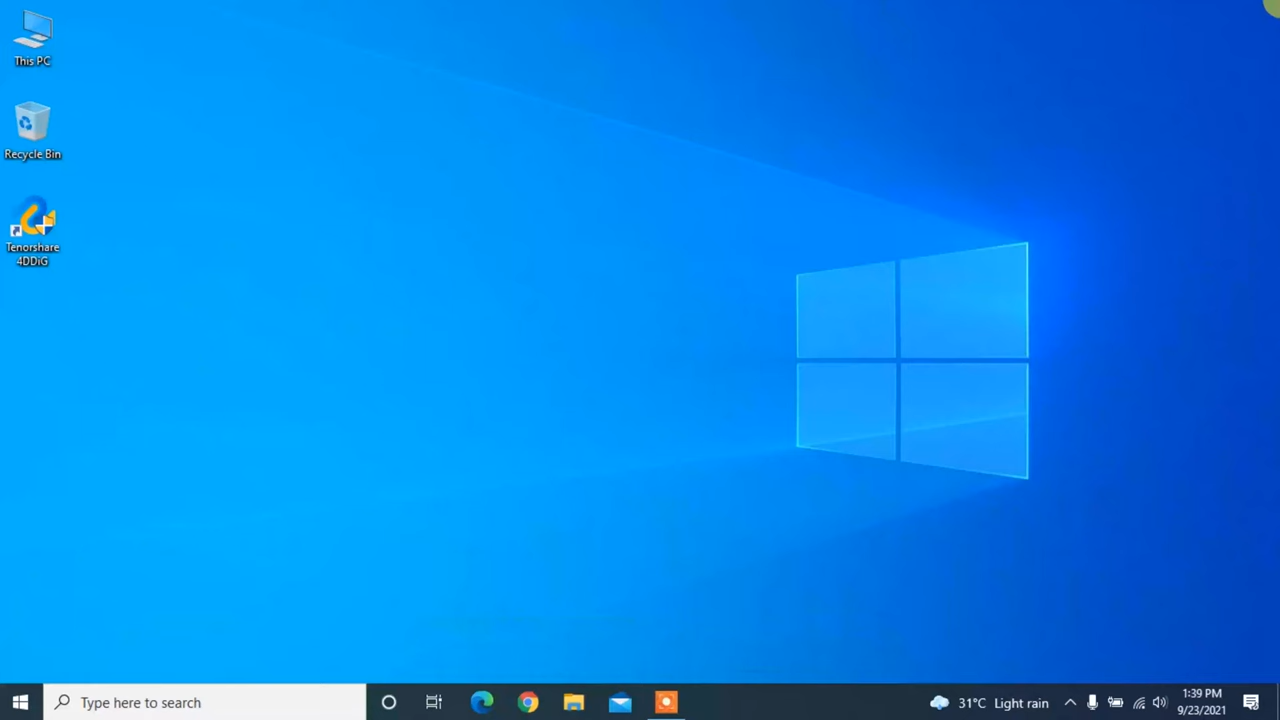 This PC
Recycle Bin
Tenorshare
4DDiG
Type here to search
31°C Light rain
1:39 PM
9/23/2021